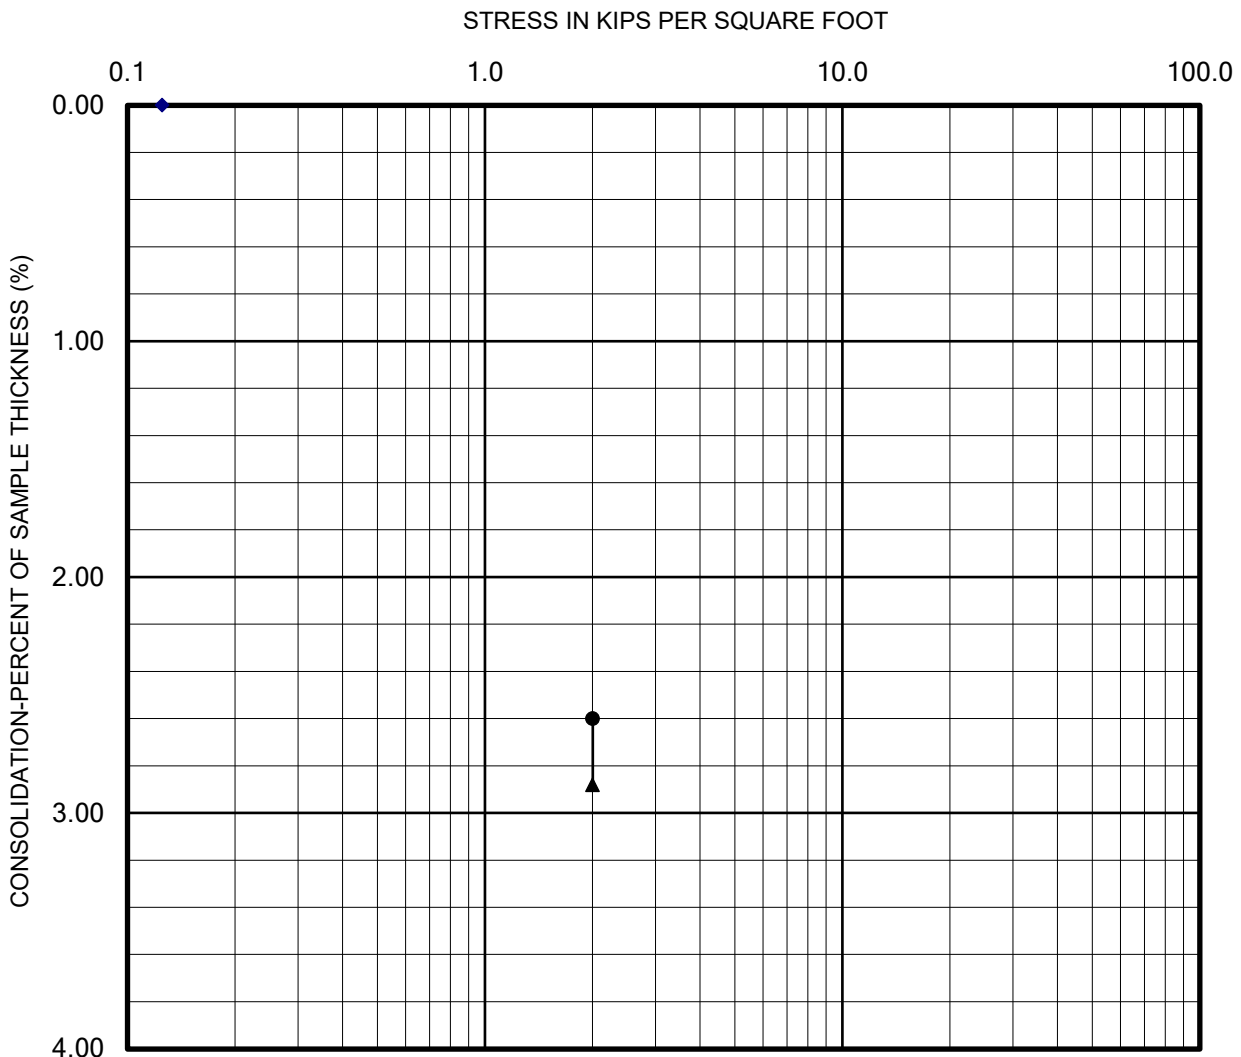 STRESS IN KIPS PER SQUARE FOOT
0.1 1.0 10.0 100.0
0.00
1.00
2.00
3.00
4.00
CONSOLIDATION-PERCENT OF SAMPLE THICKNESS (%)